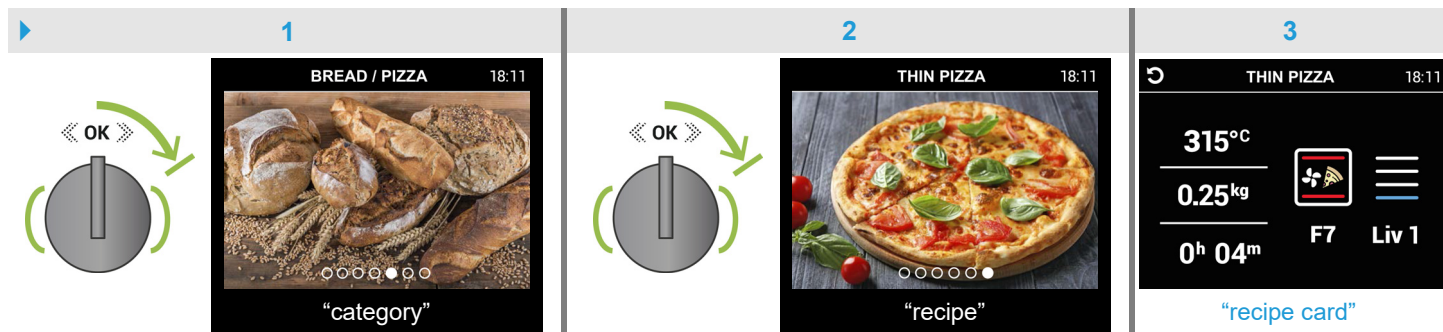 1
2
3
OK
BREAD / PIZZA 18:11
“category”
OK
THIN PIZZA 18:11
“recipe”
THIN PIZZA 18:11
315°C
0.25kg
0h 04m
F7
Liv 1
“recipe card”